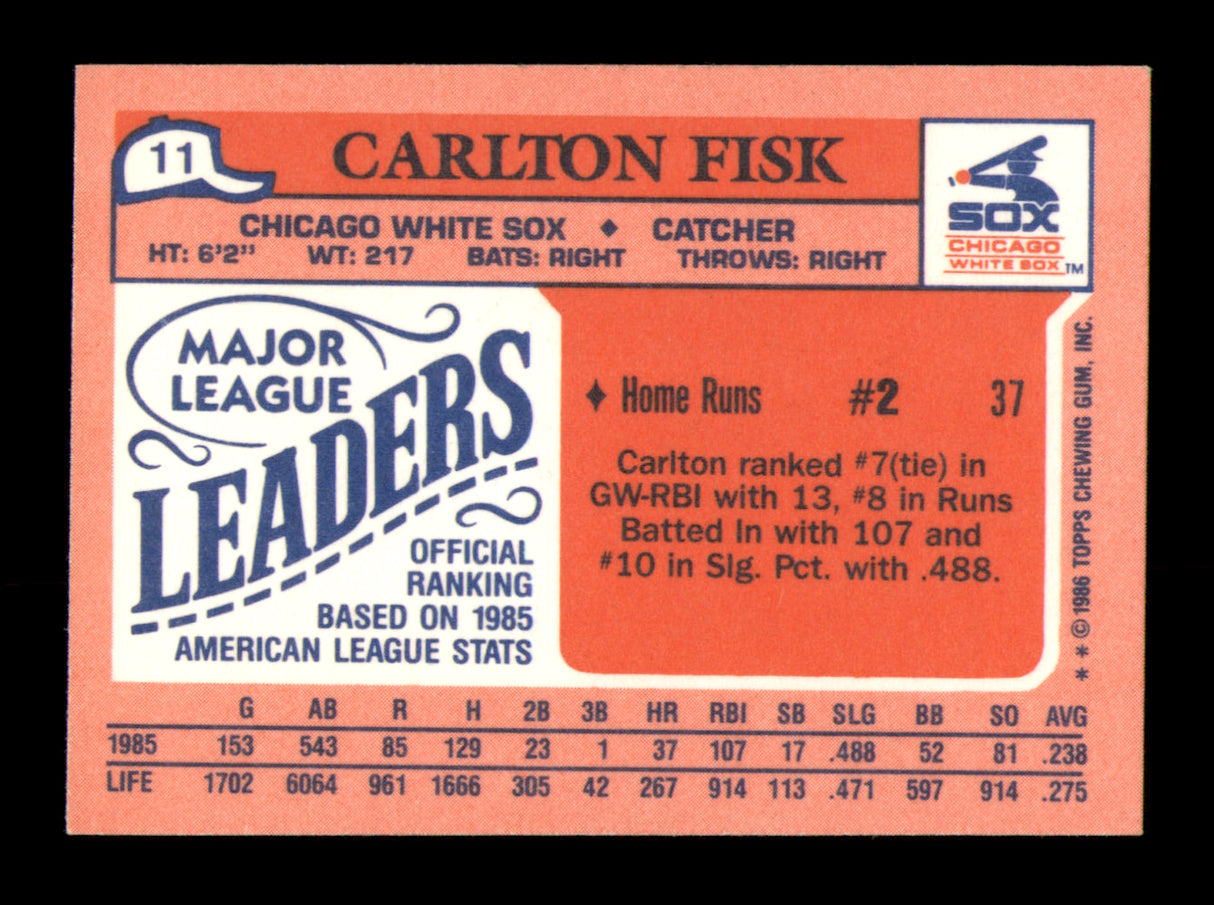 11
CARLTON FISK
CHICAGO WHITE SOX ♦ CATCHER
HT: 6'2" WT: 217 BATS: RIGHT THROWS: RIGHT
SOX
CHICAGO
WHITE SOX TM
MAJOR
LEAGUE
LEADERS
OFFICIAL
RANKING
BASED ON 1985
AMERICAN LEAGUE STATS
♦ Home Runs #2 37
Carlton ranked #7(tie) in
GW-RBI with 13, #8 in Runs
Batted In with 107 and
#10 in Slg. Pct. with .488.
* * © 1986 TOPPS CHEWING GUM, INC.
G AB R H 2B 3B HR RBI SB SLG BB SO AVG
1985 153 543 85 129 23 1 37 107 17 .488 52 81 .238
LIFE 1702 6064 961 1666 305 42 267 914 113 .471 597 914 .275